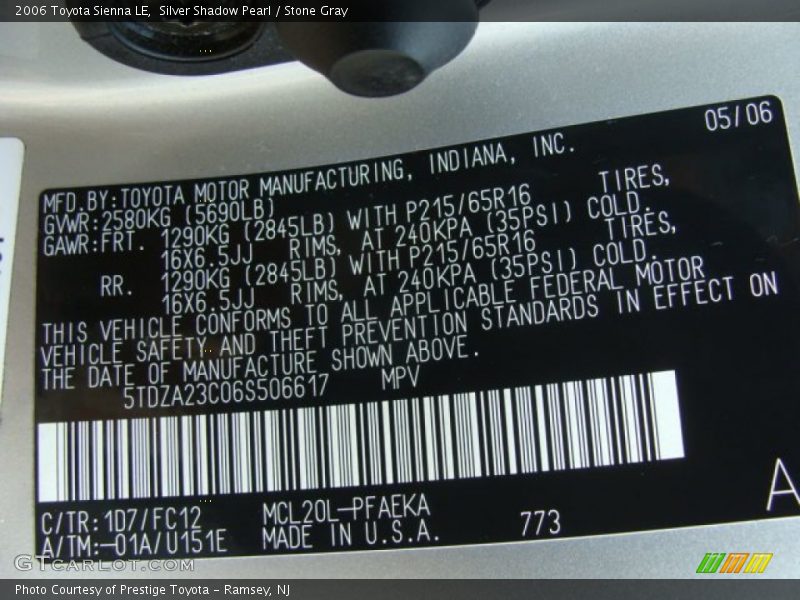 2006 Toyota Sienna LE,  Silver Shadow Pearl / Stone Gray
05/06
MFD.BY:TOYOTA MOTOR MANUFACTURING, INDIANA, INC.
GVWR:2580KG (5690LB)
GAWR:FRT. 1290KG (2845LB) WITH P215/65R16 TIRES,
16X6.5JJ RIMS, AT 240KPA (35PSI) COLD.
RR. 1290KG (2845LB) WITH P215/65R16 TIRES,
16X6.5JJ RIMS, AT 240KPA (35PSI) COLD.
THIS VEHICLE CONFORMS TO ALL APPLICABLE FEDERAL MOTOR
VEHICLE SAFETY AND THEFT PREVENTION STANDARDS IN EFFECT ON
THE DATE OF MANUFACTURE SHOWN ABOVE.
5TDZA23C06S506617 MPV
C/TR:1D7/FC12 MCL20L-PFAEKA
A/TM:-01A/U151E MADE IN U.S.A. 773
A
GTCARLOT.COM
Photo Courtesy of Prestige Toyota - Ramsey, NJ